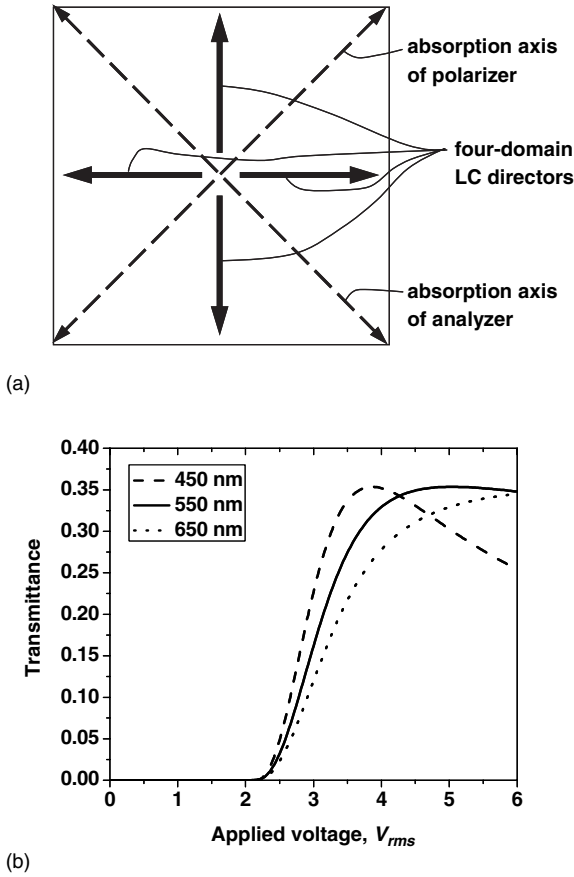 absorption axis
of polarizer
four-domain
LC directors
absorption axis
of analyzer
(a)
0.40
0.35
0.30
0.25
0.20
0.15
0.10
0.05
0.00
Transmittance
450 nm
550 nm
650 nm
0 1 2 3 4 5 6
Applied voltage, Vrms
(b)